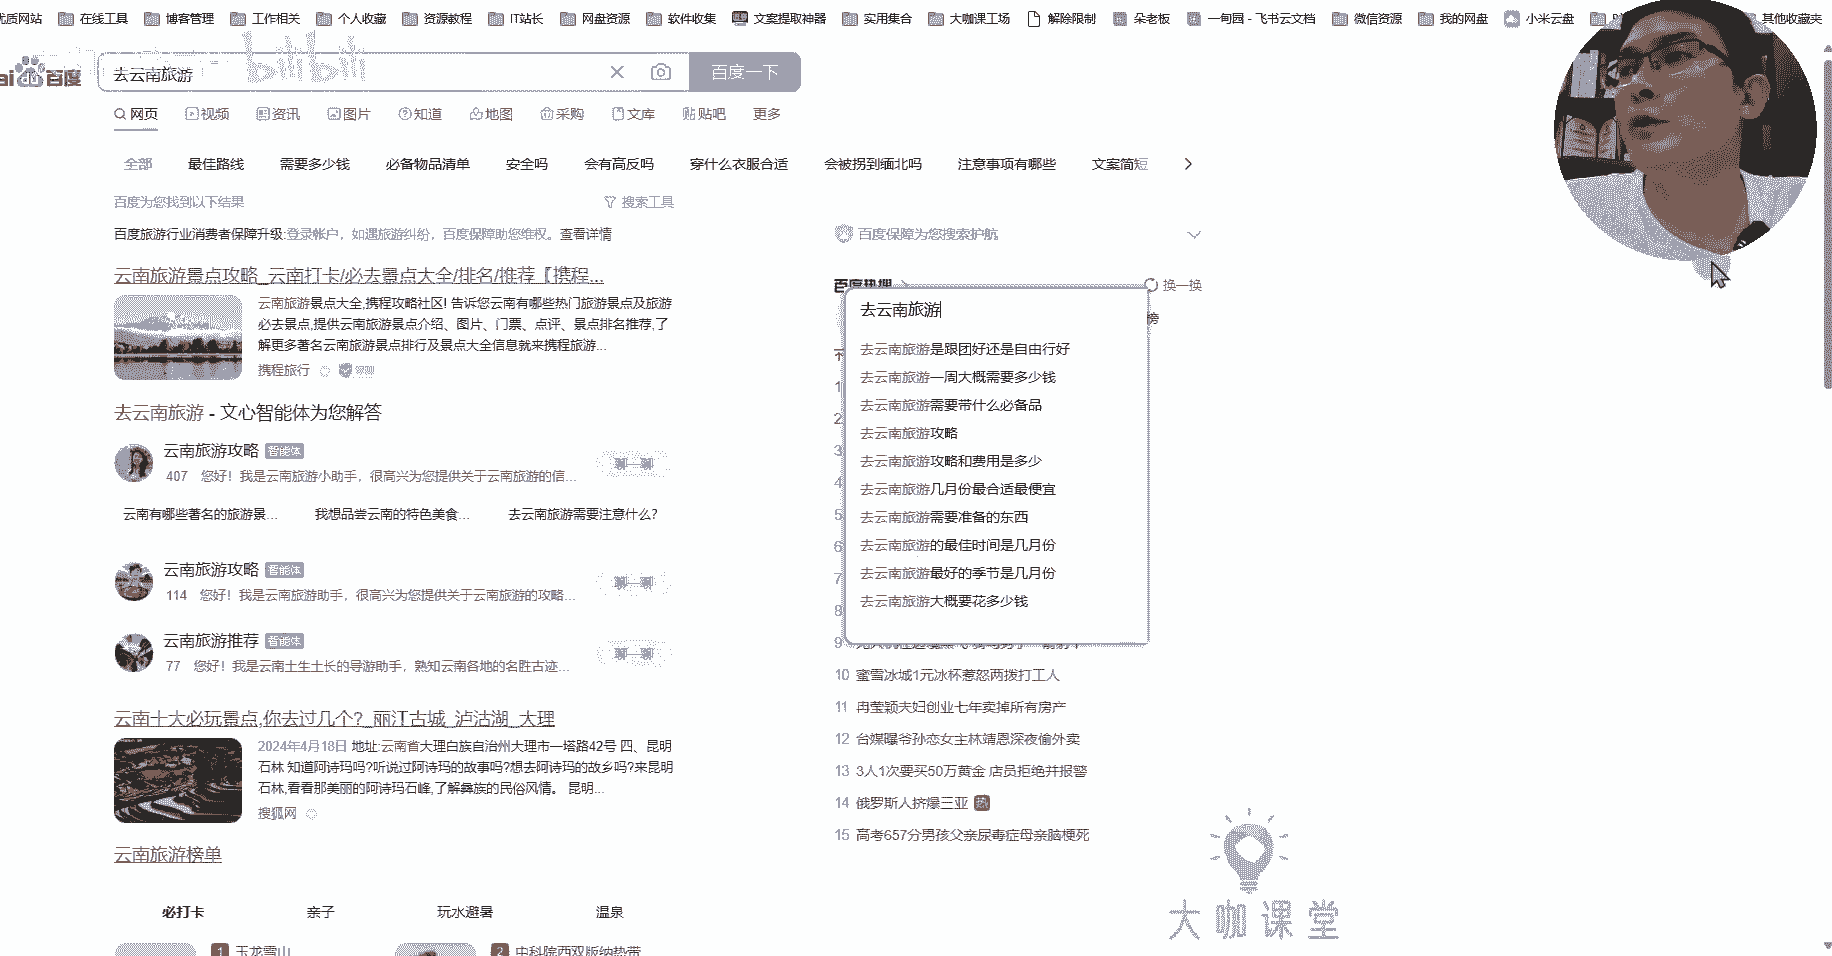 优质网站 在线工具 博客管理 工作相关 个人收藏 资源教程 IT站长 网盘资源 软件收集 文案提取神器 实用集合 大咖课工场 解除限制 朵老板 一甸园 - 飞书云文档 微信资源 我的网盘 小米云盘 其他收藏夹
bilibili
百度 去云南旅游 百度一下
网页 视频 资讯 图片 知道 地图 采购 文库 贴吧 更多
全部 最佳路线 需要多少钱 必备物品清单 安全吗 会有高反吗 穿什么衣服合适 会被拐到缅北吗 注意事项有哪些 文案简短
百度为您找到以下结果 搜索工具
百度旅游行业消费者保障升级:登录帐户，如遇旅游纠纷，百度保障助您维权。查看详情
云南旅游景点攻略_云南打卡/必去景点大全/排名/推荐【携程...
云南旅游景点大全,携程攻略社区! 告诉您云南有哪些热门旅游景点及旅游
必去景点,提供云南旅游景点介绍、图片、门票、点评、景点排名推荐,了
解更多著名云南旅游景点排行及景点大全信息就来携程旅游...
携程旅行
去云南旅游 - 文心智能体为您解答
云南旅游攻略 智能体
407 您好！我是云南旅游小助手，很高兴为您提供关于云南旅游的信...
聊一聊
云南有哪些著名的旅游景... 我想品尝云南的特色美食... 去云南旅游需要注意什么?
云南旅游攻略 智能体
114 您好！我是云南旅游助手，很高兴为您提供关于云南旅游的攻略...
聊一聊
云南旅游推荐 智能体
77 您好！我是云南土生土长的导游助手，熟知云南各地的名胜古迹...
聊一聊
云南十大必玩景点,你去过几个?_丽江古城_泸沽湖_大理
2024年4月18日 地址:云南省大理白族自治州大理市一塔路42号 四、昆明
石林 知道阿诗玛吗?听说过阿诗玛的故事吗?想去阿诗玛的故乡吗?来昆明
石林,看看那美丽的阿诗玛石峰,了解彝族的民俗风情。 昆明...
搜狐网
云南旅游榜单
必打卡 亲子 玩水避暑 温泉
1 玉龙雪山 2 中科院西双版纳热带
百度保障为您搜索护航
百度热搜 换一换
榜
去云南旅游
去云南旅游是跟团好还是自由行好
去云南旅游一周大概需要多少钱
去云南旅游需要带什么必备品
去云南旅游攻略
去云南旅游攻略和费用是多少
去云南旅游几月份最合适最便宜
去云南旅游需要准备的东西
去云南旅游的最佳时间是几月份
去云南旅游最好的季节是几月份
去云南旅游大概要花多少钱
1
2
3
4
5
6
7
8
9
10 蜜雪冰城1元冰杯惹怒两拨打工人
11 冉莹颖夫妇创业七年卖掉所有房产
12 台媒曝爷孙恋女主林靖恩深夜偷外卖
13 3人1次要买50万黄金 店员拒绝并报警
14 俄罗斯人挤爆三亚 热
15 高考657分男孩父亲尿毒症母亲脑梗死
大咖课堂